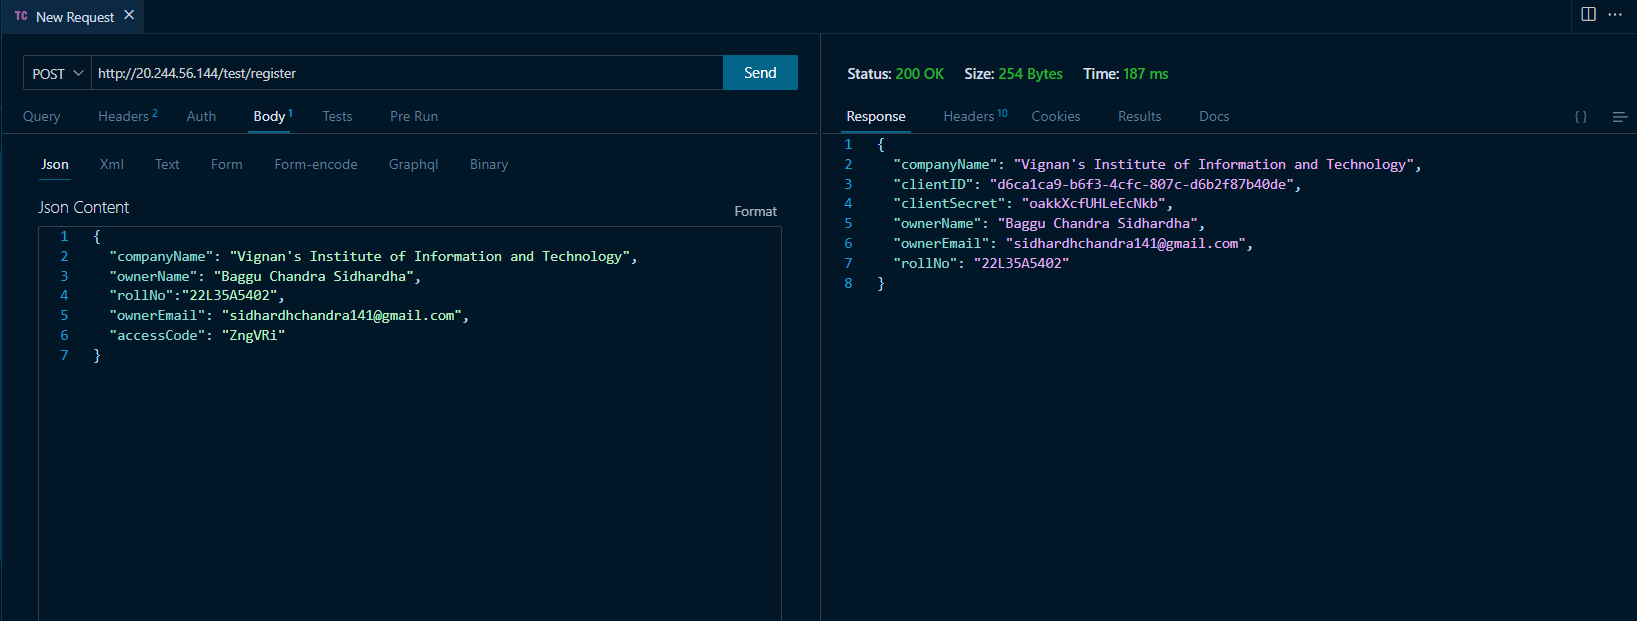 TC New Request ×
POST http://20.244.56.144/test/register Send
Query Headers 2 Auth Body 1 Tests Pre Run
Json Xml Text Form Form-encode Graphql Binary
Json Content
Format
1 {
2 "companyName": "Vignan's Institute of Information and Technology",
3 "ownerName": "Baggu Chandra Sidhardha",
4 "rollNo":"22L35A5402",
5 "ownerEmail": "sidhardhchandra141@gmail.com",
6 "accessCode": "ZngVRi"
7 }
Status: 200 OK Size: 254 Bytes Time: 187 ms
Response Headers 10 Cookies Results Docs { }
1 {
2 "companyName": "Vignan's Institute of Information and Technology",
3 "clientID": "d6ca1ca9-b6f3-4cfc-807c-d6b2f87b40de",
4 "clientSecret": "oakkXcfUHLeEcNkb",
5 "ownerName": "Baggu Chandra Sidhardha",
6 "ownerEmail": "sidhardhchandra141@gmail.com",
7 "rollNo": "22L35A5402"
8 }